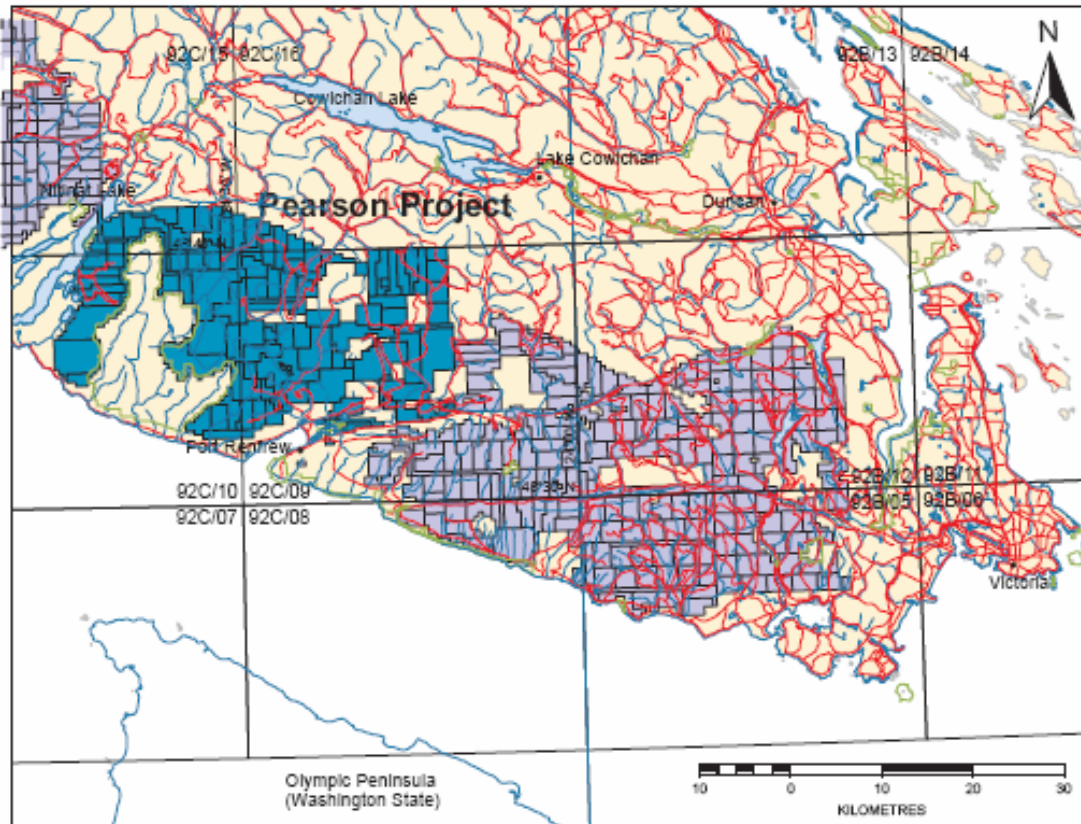 92C/15 92C/16
92B/13 92B/14
N
Cowichan Lake
Lake Cowichan
Nitinat Lake
Duncan
Pearson Project
Port Renfrew
48°30' N
92C/10 92C/09
92C/07 92C/08
92B/12 92B/11
92B/05 92B/06
Victoria
Olympic Peninsula
(Washington State)
10 0 10 20 30
KILOMETRES